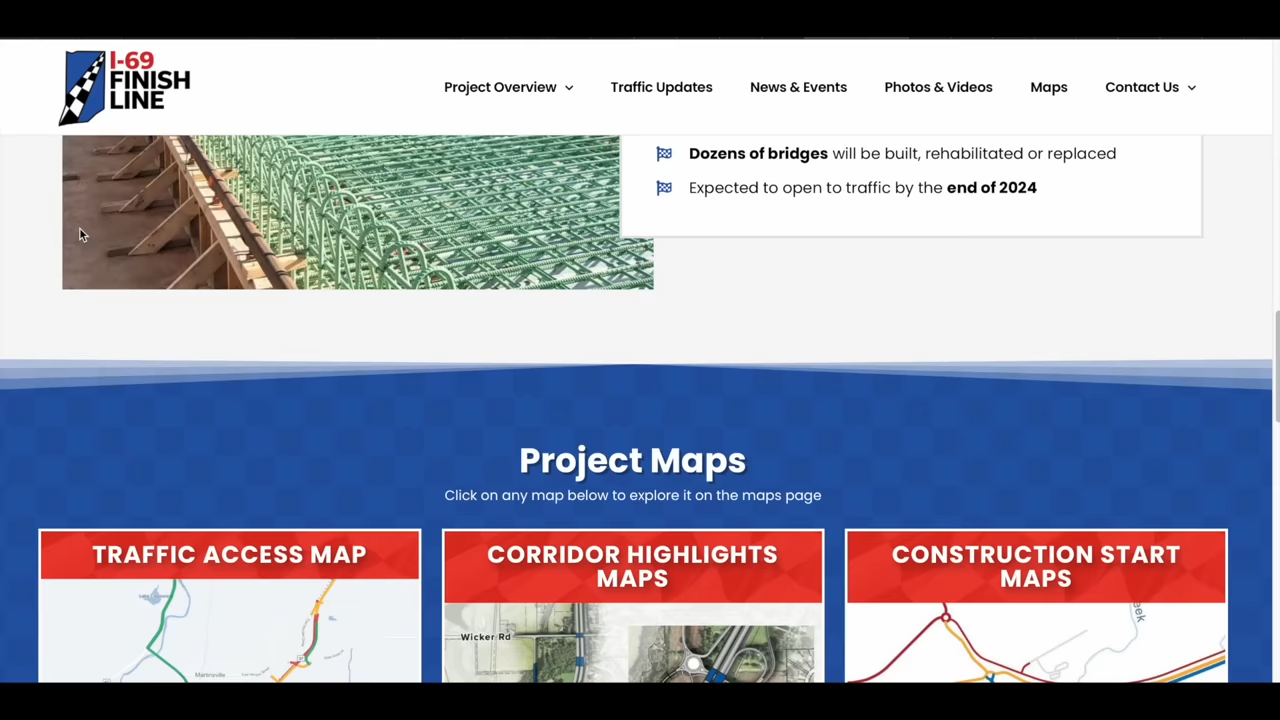 I-69
FINISH
LINE
Project Overview
Traffic Updates
News & Events
Photos & Videos
Maps
Contact Us
Dozens of bridges will be built, rehabilitated or replaced
Expected to open to traffic by the end of 2024
Project Maps
Click on any map below to explore it on the maps page
TRAFFIC ACCESS MAP
CORRIDOR HIGHLIGHTS
MAPS
CONSTRUCTION START
MAPS
Wicker Rd
Martinsville